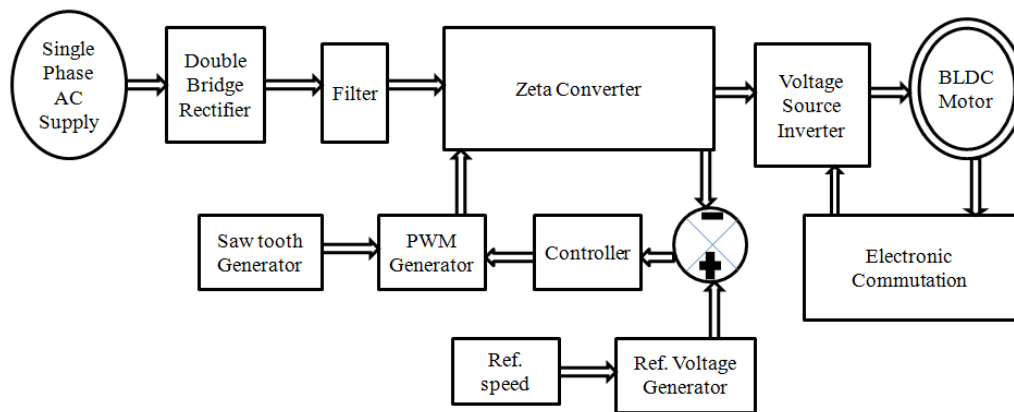 Single
Phase
AC
Supply
Double
Bridge
Rectifier
Filter
Zeta Converter
Voltage
Source
Inverter
BLDC
Motor
Saw tooth
Generator
PWM
Generator
Controller
Electronic
Commutation
Ref.
speed
Ref. Voltage
Generator